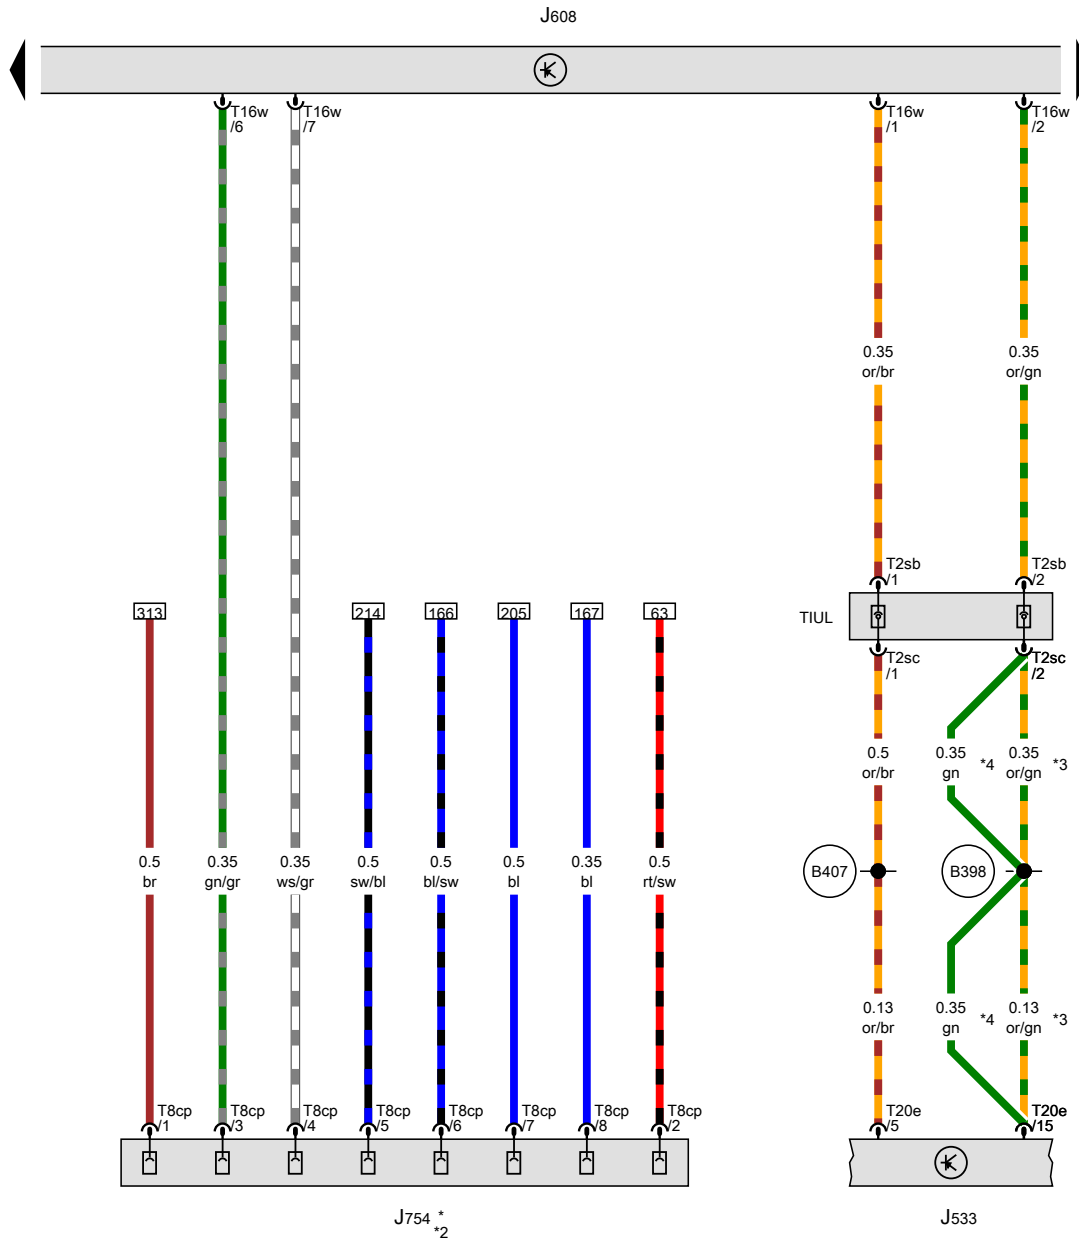 J608
T16w
/6
T16w
/7
T16w
/1
T16w
/2
0.35
or/br
0.35
or/gn
T2sb
/1
T2sb
/2
313
214
166
205
167
63
TIUL
T2sc
/1
T2sc
/2
0.5
or/br
0.35
gn
*4
0.35
or/gn
*3
0.5
br
0.35
gn/gr
0.35
ws/gr
0.5
sw/bl
0.5
bl/sw
0.5
bl
0.35
bl
0.5
rt/sw
B407
B398
0.13
or/br
0.35
gn
*4
0.13
or/gn
*3
T8cp
/1
T8cp
/3
T8cp
/4
T8cp
/5
T8cp
/6
T8cp
/7
T8cp
/8
T8cp
/2
T20e
/5
T20e
/15
J754 *
*2
J533